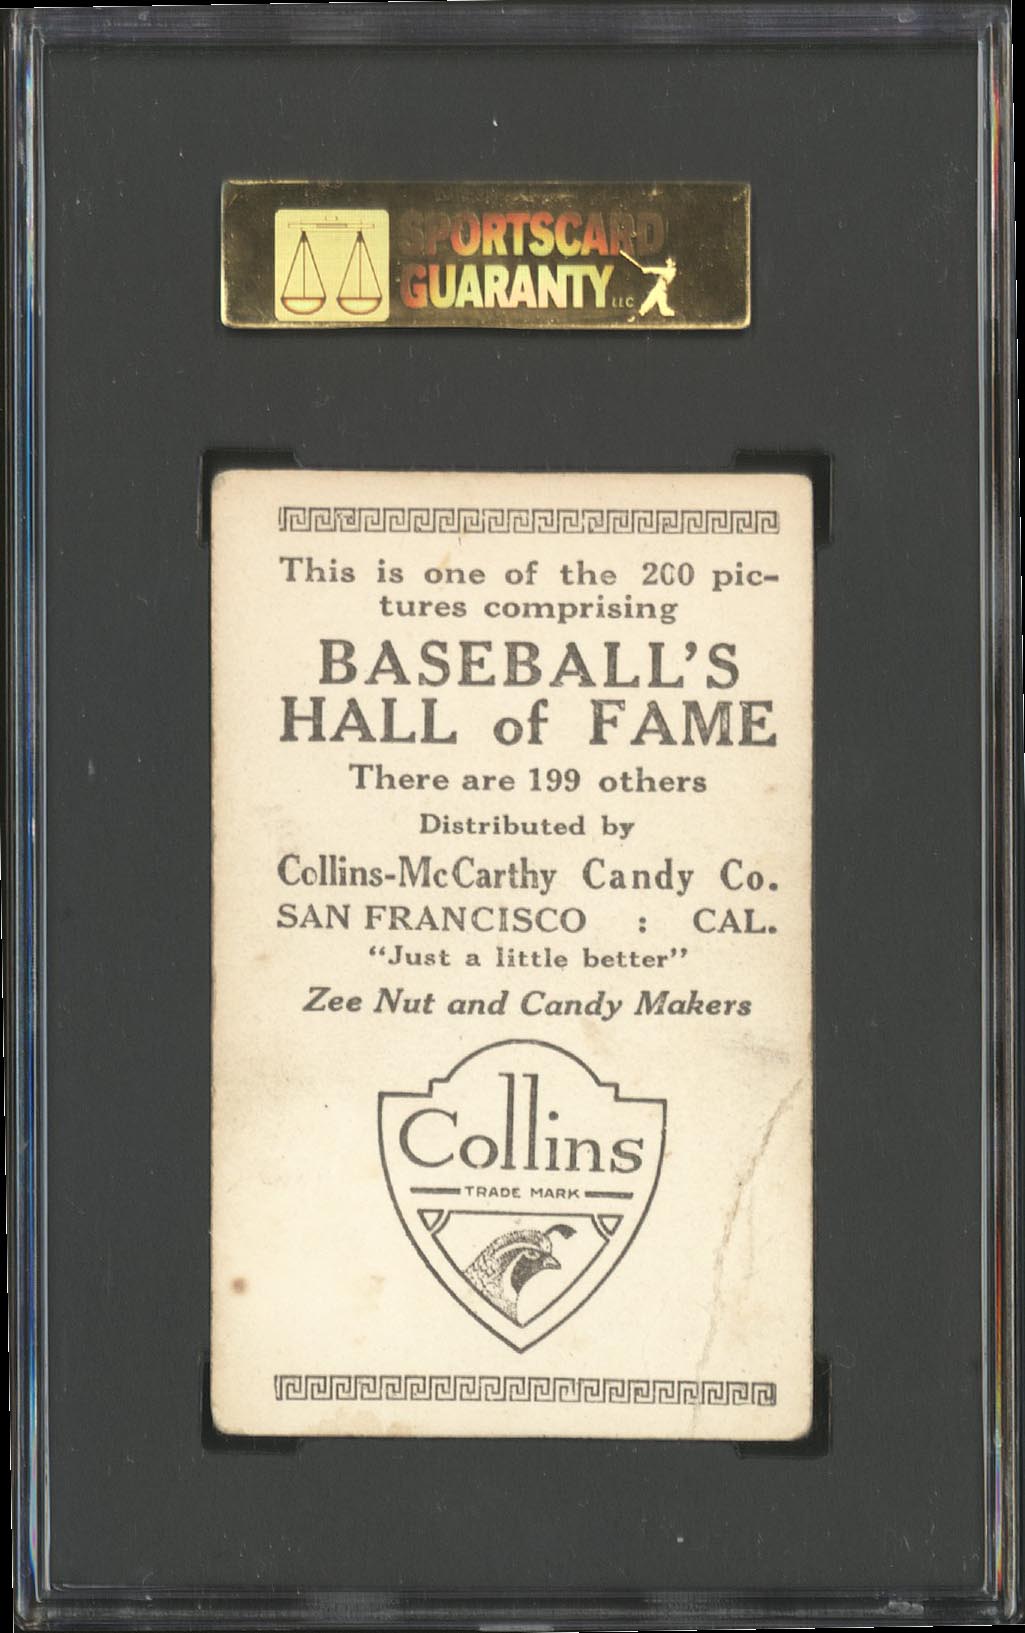 SPORTSCARD
GUARANTY LLC
This is one of the 200 pic-
tures comprising
BASEBALL'S
HALL of FAME
There are 199 others
Distributed by
Collins-McCarthy Candy Co.
SAN FRANCISCO : CAL.
"Just a little better"
Zee Nut and Candy Makers
Collins
TRADE MARK